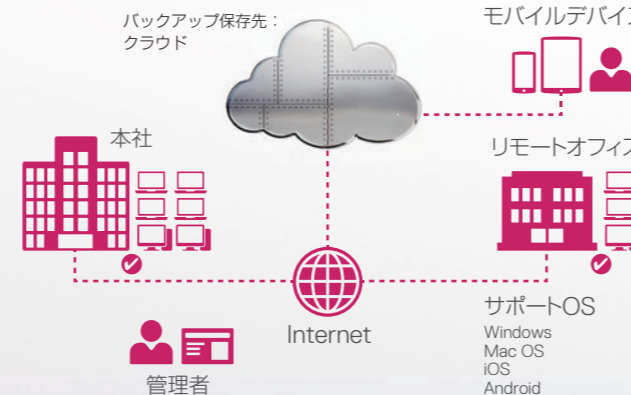 バックアップ保存先：
クラウド
モバイルデバイス
本社
リモートオフィス
Internet
管理者
サポートOS
Windows
Mac OS
iOS
Android